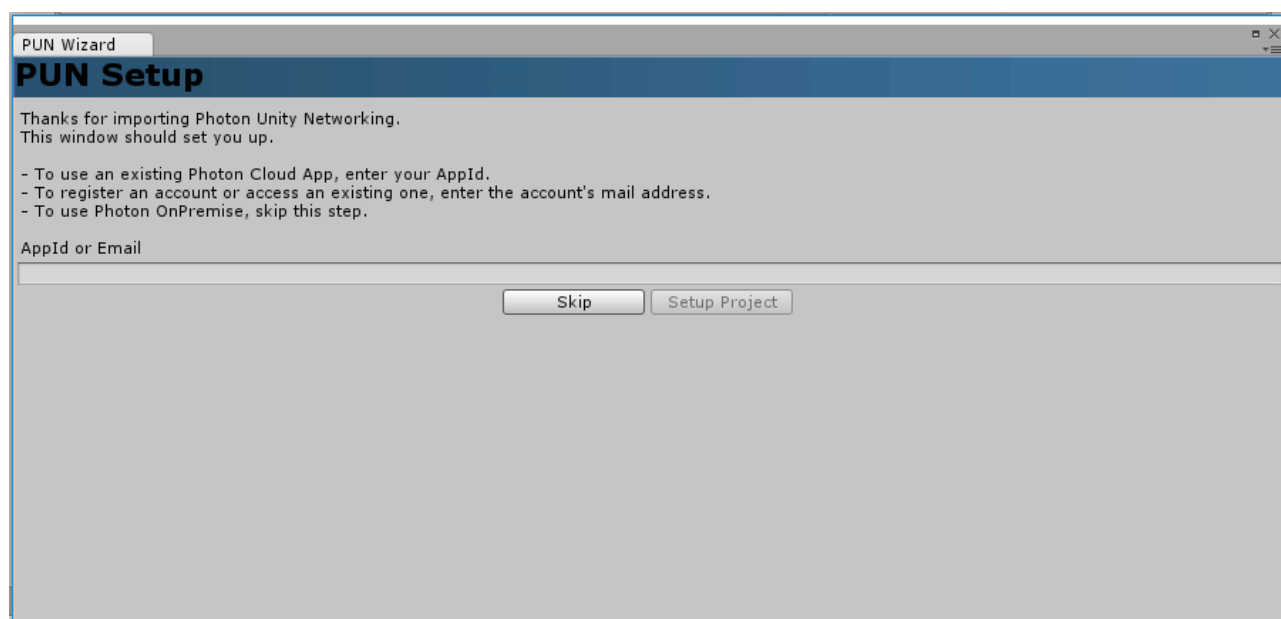 PUN Wizard
PUN Setup
Thanks for importing Photon Unity Networking.
This window should set you up.
- To use an existing Photon Cloud App, enter your AppId.
- To register an account or access an existing one, enter the account's mail address.
- To use Photon OnPremise, skip this step.
AppId or Email
Skip
Setup Project